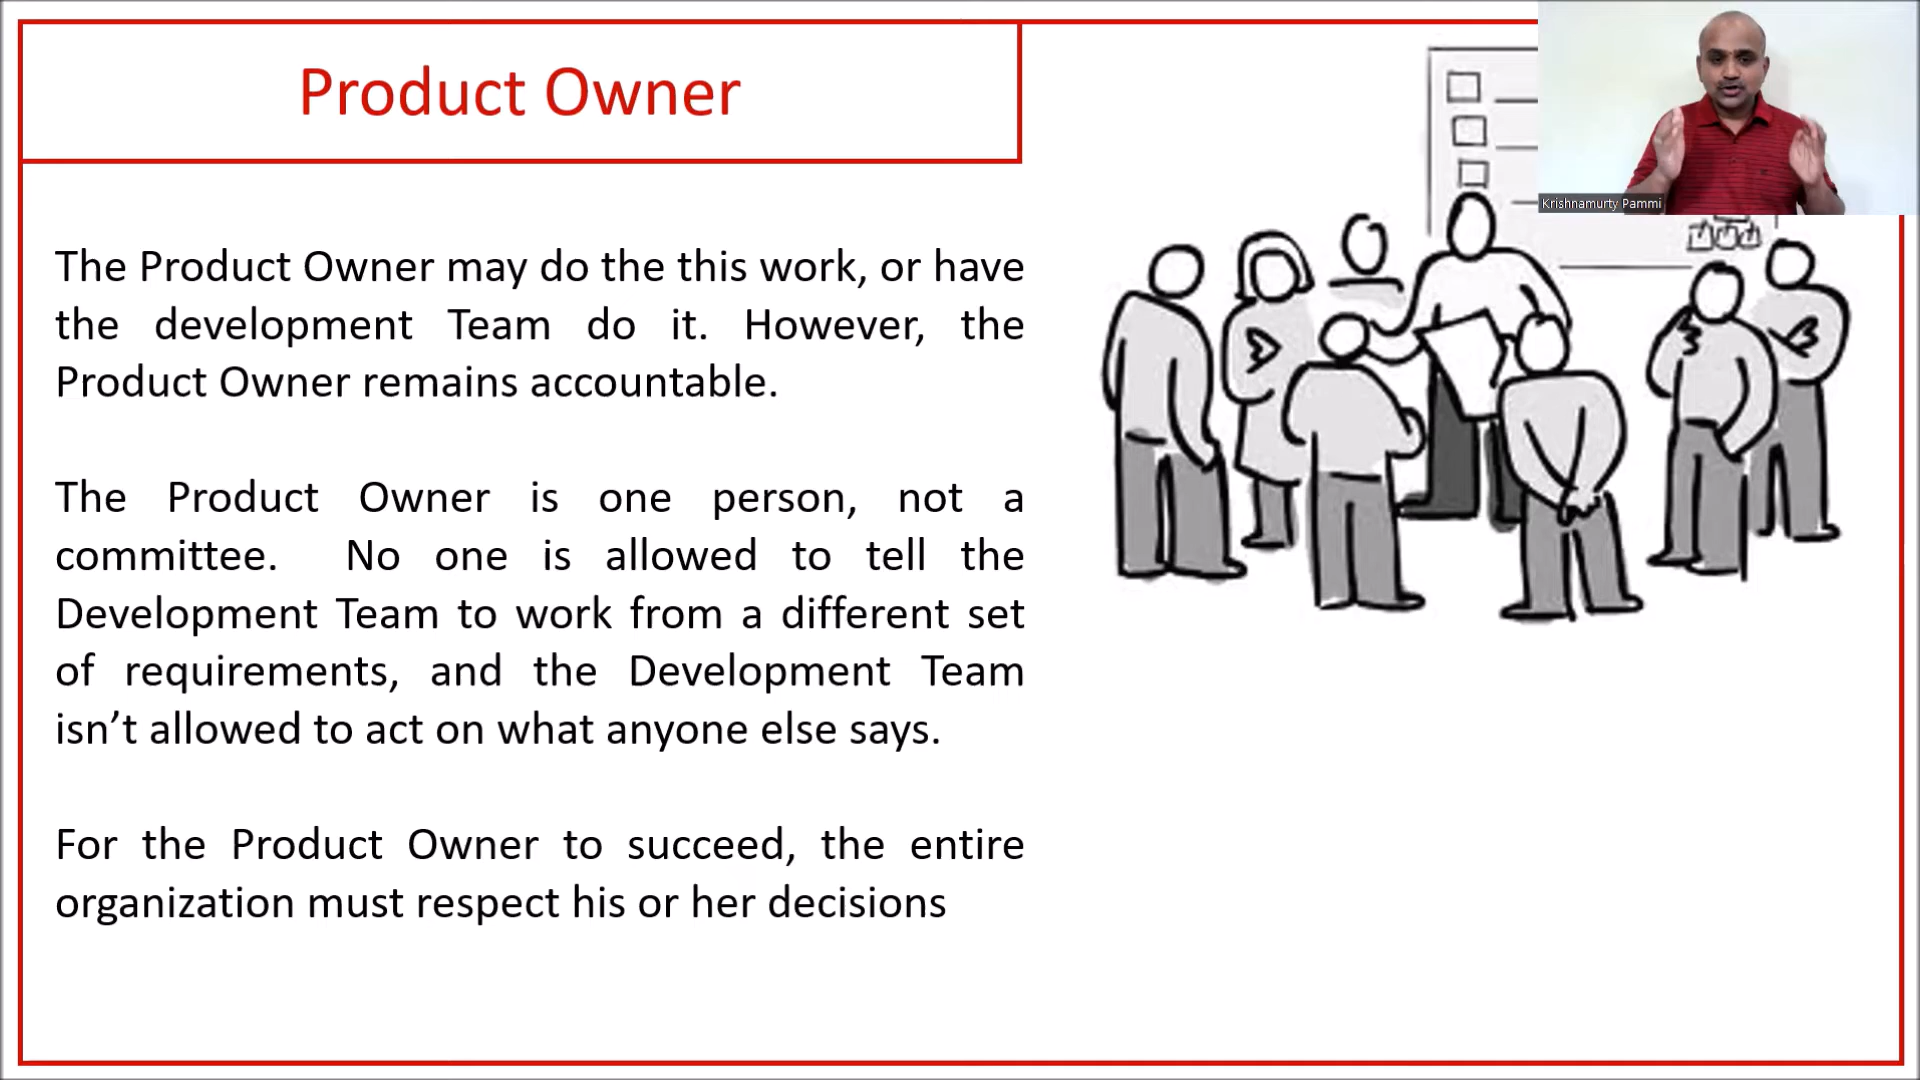 Product Owner
Krishnamurty Pammi
The Product Owner may do the this work, or have
the development Team do it. However, the
Product Owner remains accountable.
The Product Owner is one person, not a
committee. No one is allowed to tell the
Development Team to work from a different set
of requirements, and the Development Team
isn’t allowed to act on what anyone else says.
For the Product Owner to succeed, the entire
organization must respect his or her decisions